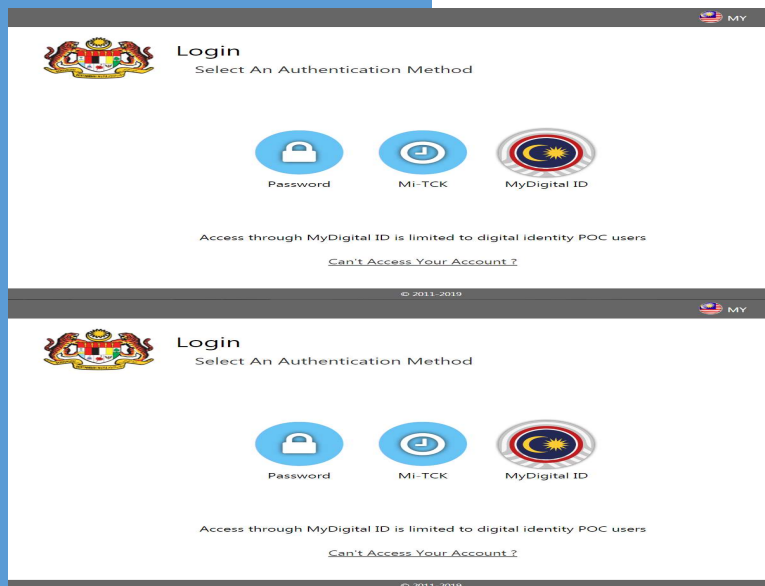 MY
Login
Select An Authentication Method
Password Mi-TCK MyDigital ID
Access through MyDigital ID is limited to digital identity POC users
Can't Access Your Account ?
© 2011-2019
MY
Login
Select An Authentication Method
Password Mi-TCK MyDigital ID
Access through MyDigital ID is limited to digital identity POC users
Can't Access Your Account ?
© 2011-2019